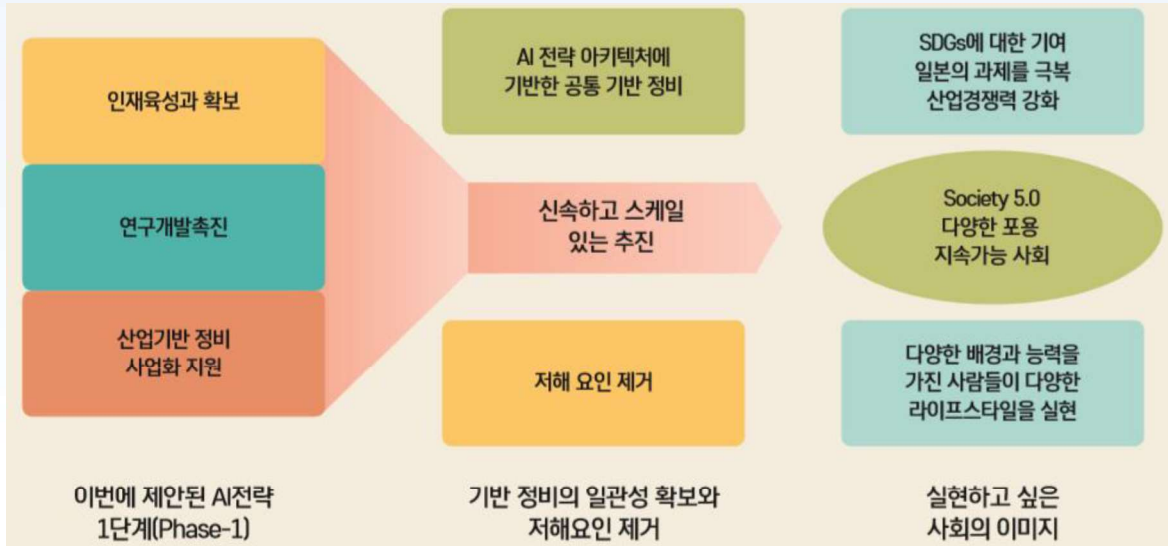 인재육성과 확보
연구개발촉진
산업기반 정비
사업화 지원
이번에 제안된 AI전략
1단계(Phase-1)
AI 전략 아키텍처에
기반한 공통 기반 정비
신속하고 스케일
있는 추진
저해 요인 제거
기반 정비의 일관성 확보와
저해요인 제거
SDGs에 대한 기여
일본의 과제를 극복
산업경쟁력 강화
Society 5.0
다양한 포용
지속가능 사회
다양한 배경과 능력을
가진 사람들이 다양한
라이프스타일을 실현
실현하고 싶은
사회의 이미지